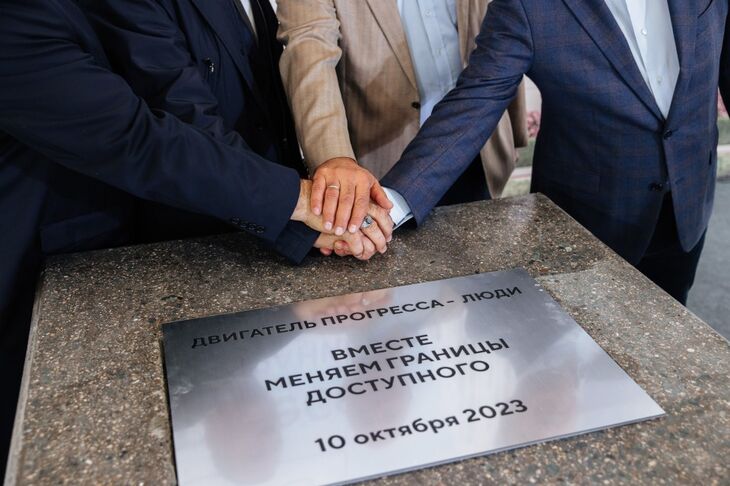 ДВИГАТЕЛЬ ПРОГРЕССА - ЛЮДИ
ВМЕСТЕ
МЕНЯЕМ ГРАНИЦЫ
ДОСТУПНОГО
10 октября 2023